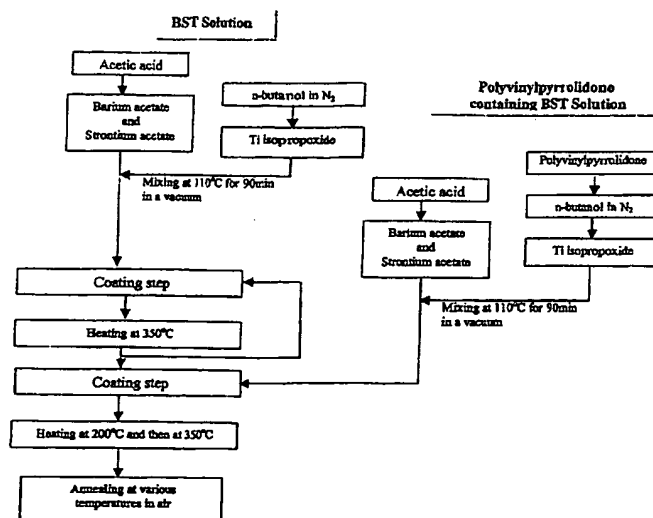 BST Solution
Acetic acid
Barium acetate
and
Strontium acetate
n-butanol in N2
Ti isopropoxide
Mixing at 110°C for 90min
in a vacuum
Polyvinylpyrrolidone
containing BST Solution
Polyvinylpyrrolidone
n-butanol in N2
Ti isopropoxide
Acetic acid
Barium acetate
and
Strontium acetate
Mixing at 110°C for 90min
in a vacuum
Coating step
Heating at 350°C
Coating step
Heating at 200°C and then at 350°C
Annealing at various
temperatures in air